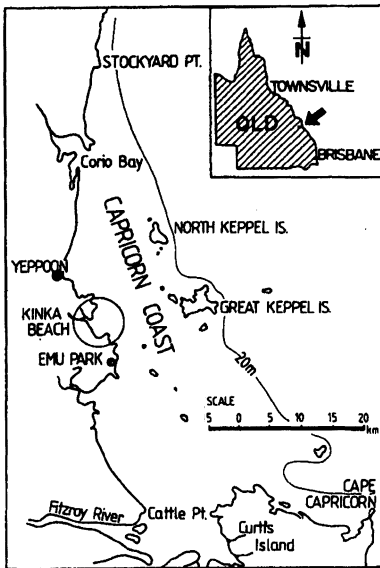 N
STOCKYARD PT.
TOWNSVILLE
QLD
BRISBANE
Corio Bay
CAPRICORN COAST
NORTH KEPPEL IS.
YEPPOON
GREAT KEPPEL IS.
KINKA
BEACH
EMU PARK
20m
SCALE
5 0 5 10 15 20
km
CAPE
CAPRICORN
Fitzroy River
Cattle Pt.
Curtis
Island